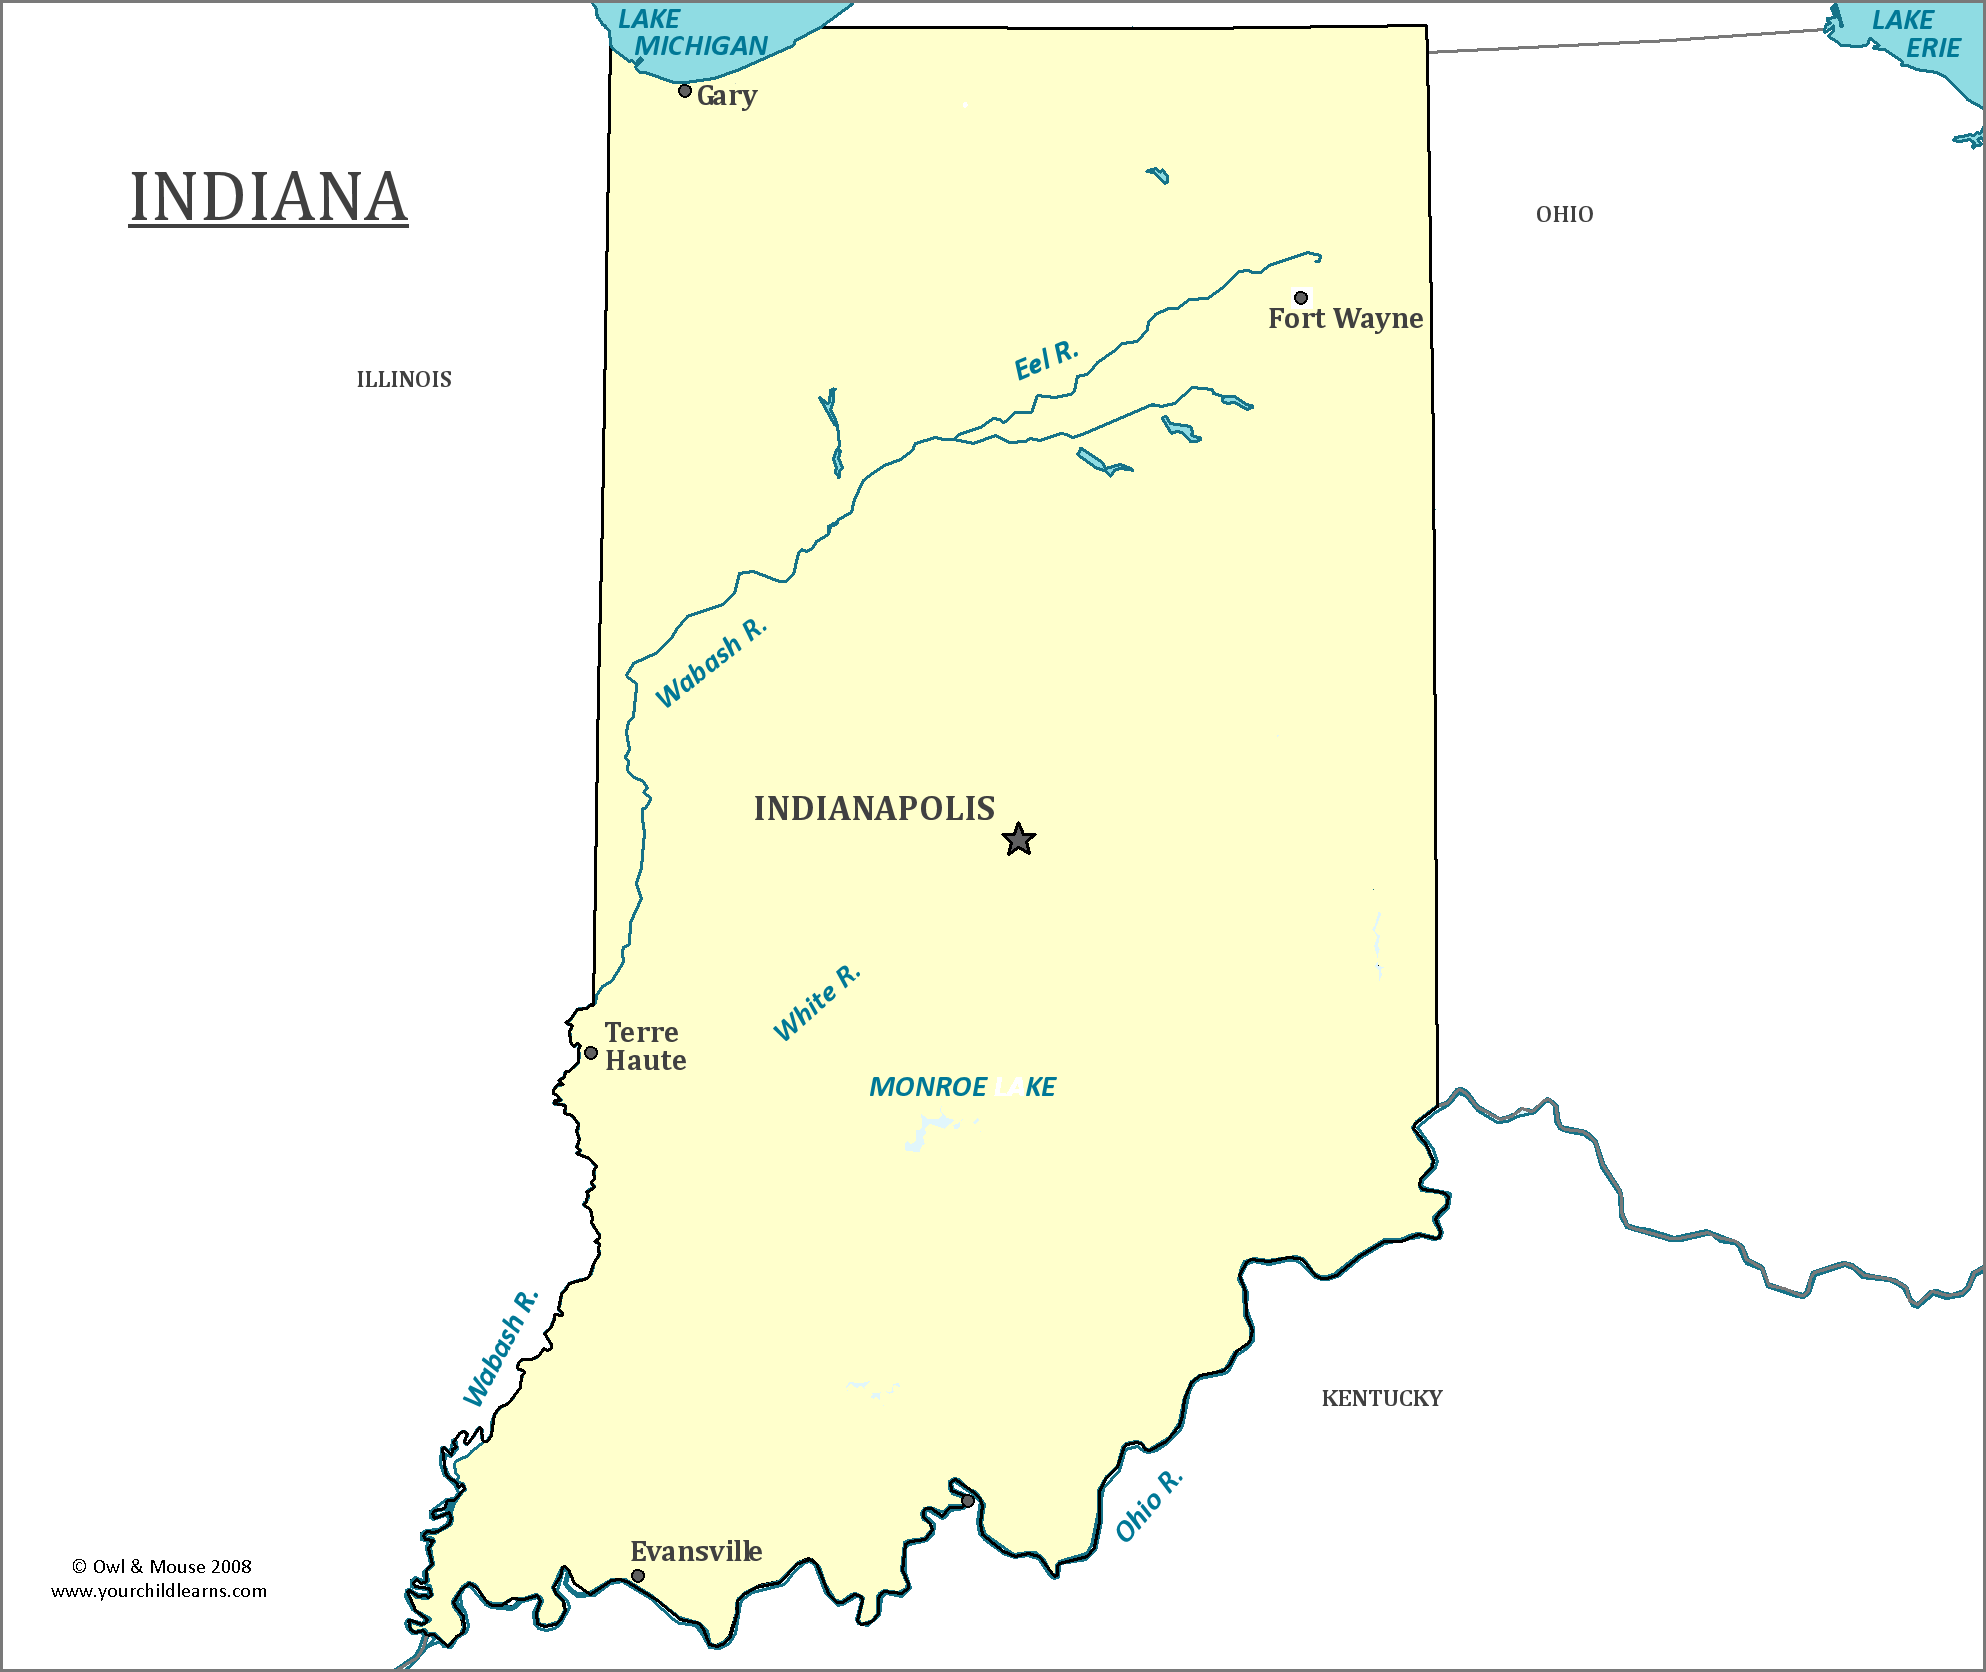 LAKE
MICHIGAN
LAKE
ERIE
Gary
INDIANA
OHIO
Fort Wayne
Eel R.
ILLINOIS
Wabash R.
INDIANAPOLIS
White R.
Terre
Haute
MONROE LAKE
Wabash R.
KENTUCKY
Ohio R.
Evansville
© Owl & Mouse 2008
www.yourchildlearns.com